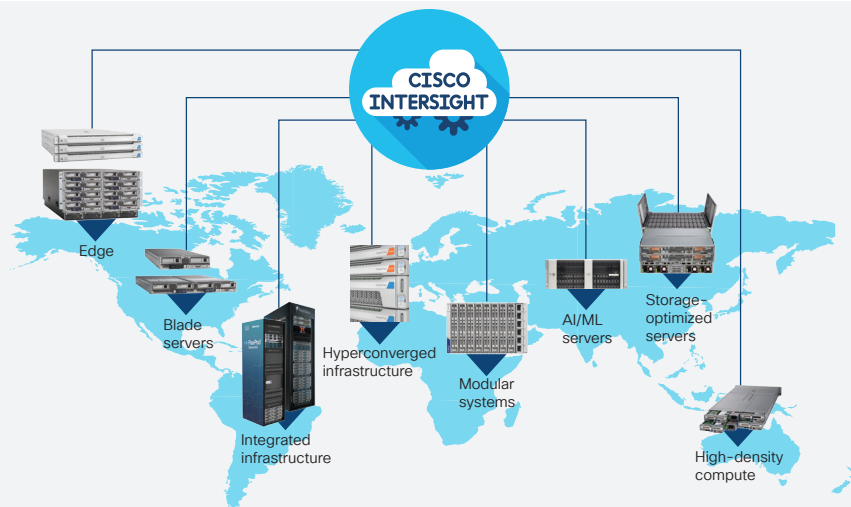 CISCO
INTERSIGHT
Edge
Blade
servers
Integrated
infrastructure
Hyperconverged
infrastructure
Modular
systems
AI/ML
servers
Storage-
optimized
servers
High-density
compute
FlexPod